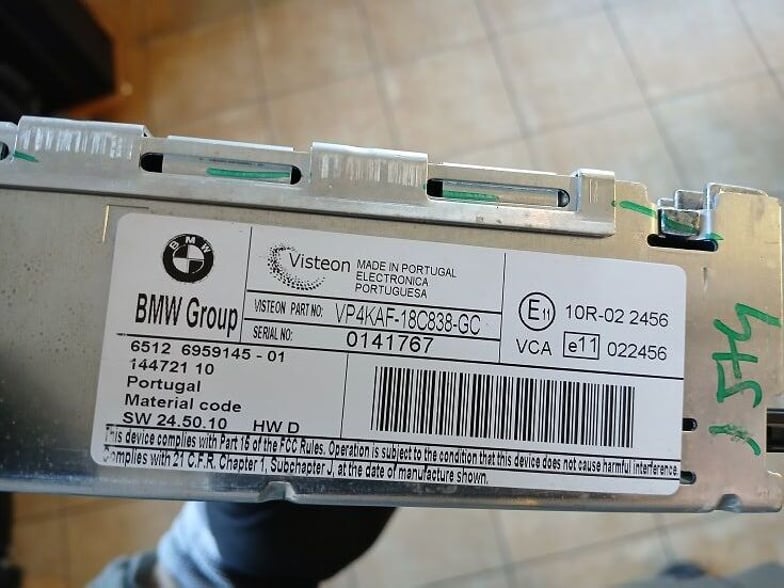 BMW
BMW Group
Visteon MADE IN PORTUGAL
ELECTRONICA
PORTUGUESA
VISTEON PART NO: VP4KAF-18C838-GC
SERIAL NO: 0141767
E11 10R-02 2456
VCA e11 022456
6512 6959145 - 01
144721 10
Portugal
Material code
SW 24.50.10 HW D
This device complies with Part 15 of the FCC Rules. Operation is subject to the condition that this device does not cause harmful interference.
Complies with 21 C.F.R. Chapter 1, Subchapter J, at the date of manufacture shown.